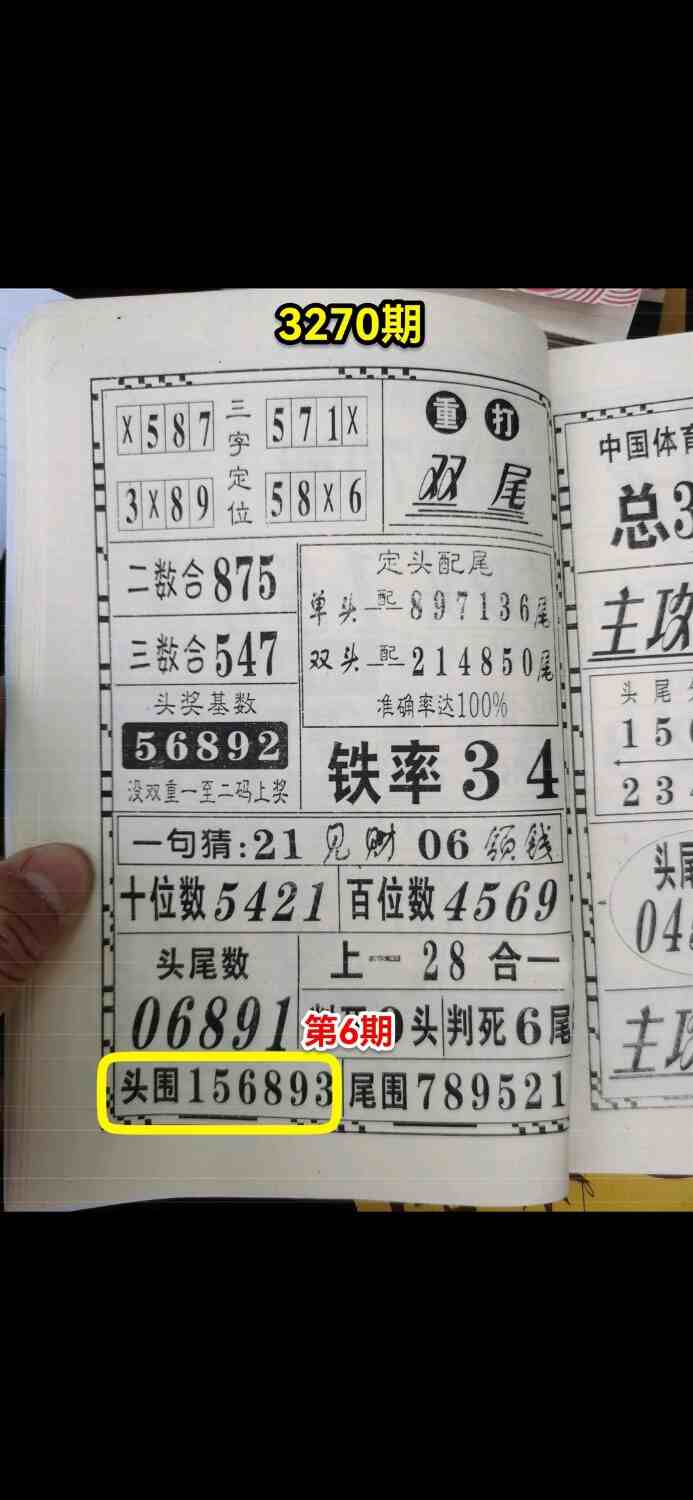 3270期
X587
三字定位
571X
3X89
58X6
重打
双尾
二数合875
三数合547
头奖基数
56892
没双重一至二码上奖
定头配尾
单头配897136尾
双头配214850尾
准确率达100%
铁率34
一句猜:21见财06领钱
十位数5421
百位数4569
头尾数
06891
上 28合一
头
判死6尾
第6期
头围156893
尾围789521
中国体育
总3
主攻
头尾
15
234
头尾
04
主攻